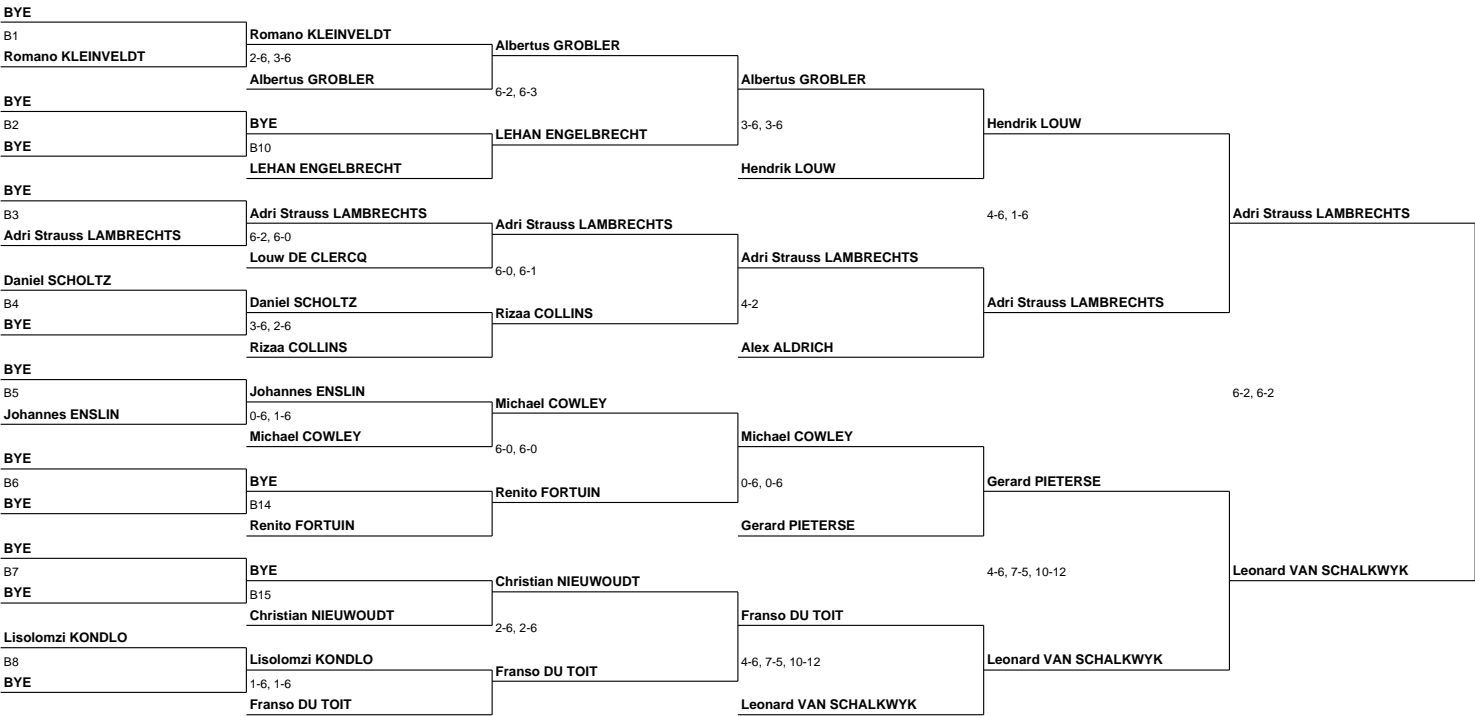 BYE
B1
Romano KLEINVELDT
BYE
B2
BYE
BYE
B3
Adri Strauss LAMBRECHTS
Daniel SCHOLTZ
B4
BYE
BYE
B5
Johannes ENSLIN
BYE
B6
BYE
BYE
B7
BYE
Lisolomzi KONDLO
B8
BYE
Romano KLEINVELDT
2-6, 3-6
Albertus GROBLER
BYE
B10
LEHAN ENGELBRECHT
Adri Strauss LAMBRECHTS
6-2, 6-0
Louw DE CLERCQ
Daniel SCHOLTZ
3-6, 2-6
Rizaa COLLINS
Johannes ENSLIN
0-6, 1-6
Michael COWLEY
BYE
B14
Renito FORTUIN
BYE
B15
Christian NIEUWOUDT
Lisolomzi KONDLO
1-6, 1-6
Franso DU TOIT
Albertus GROBLER
6-2, 6-3
LEHAN ENGELBRECHT
Adri Strauss LAMBRECHTS
6-0, 6-1
Rizaa COLLINS
Michael COWLEY
6-0, 6-0
Renito FORTUIN
Christian NIEUWOUDT
2-6, 2-6
Franso DU TOIT
Albertus GROBLER
3-6, 3-6
Hendrik LOUW
Adri Strauss LAMBRECHTS
4-2
Alex ALDRICH
Michael COWLEY
0-6, 0-6
Gerard PIETERSE
Franso DU TOIT
4-6, 7-5, 10-12
Leonard VAN SCHALKWYK
Hendrik LOUW
4-6, 1-6
Adri Strauss LAMBRECHTS
Gerard PIETERSE
4-6, 7-5, 10-12
Leonard VAN SCHALKWYK
Adri Strauss LAMBRECHTS
6-2, 6-2
Leonard VAN SCHALKWYK